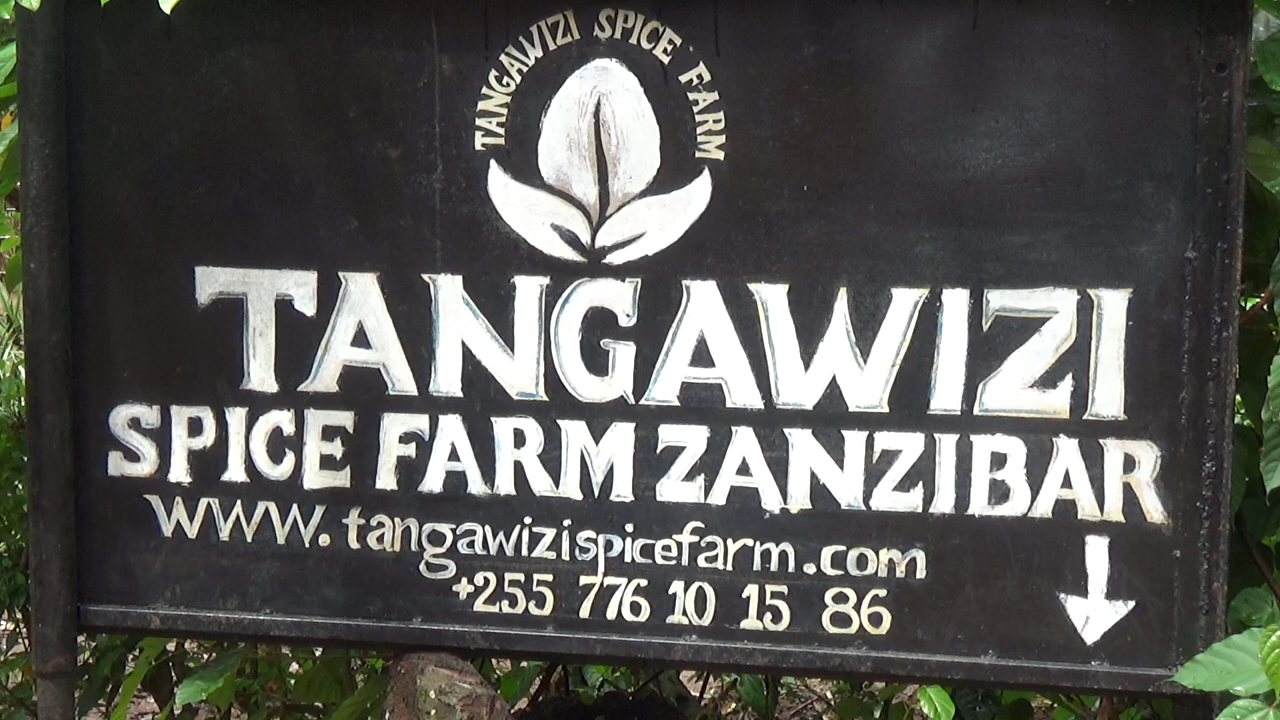 TANGAWIZI SPICE FARM
TANGAWIZI
SPICE FARM ZANZIBAR
www.tangawizispicefarm.com
+255 776 10 15 86